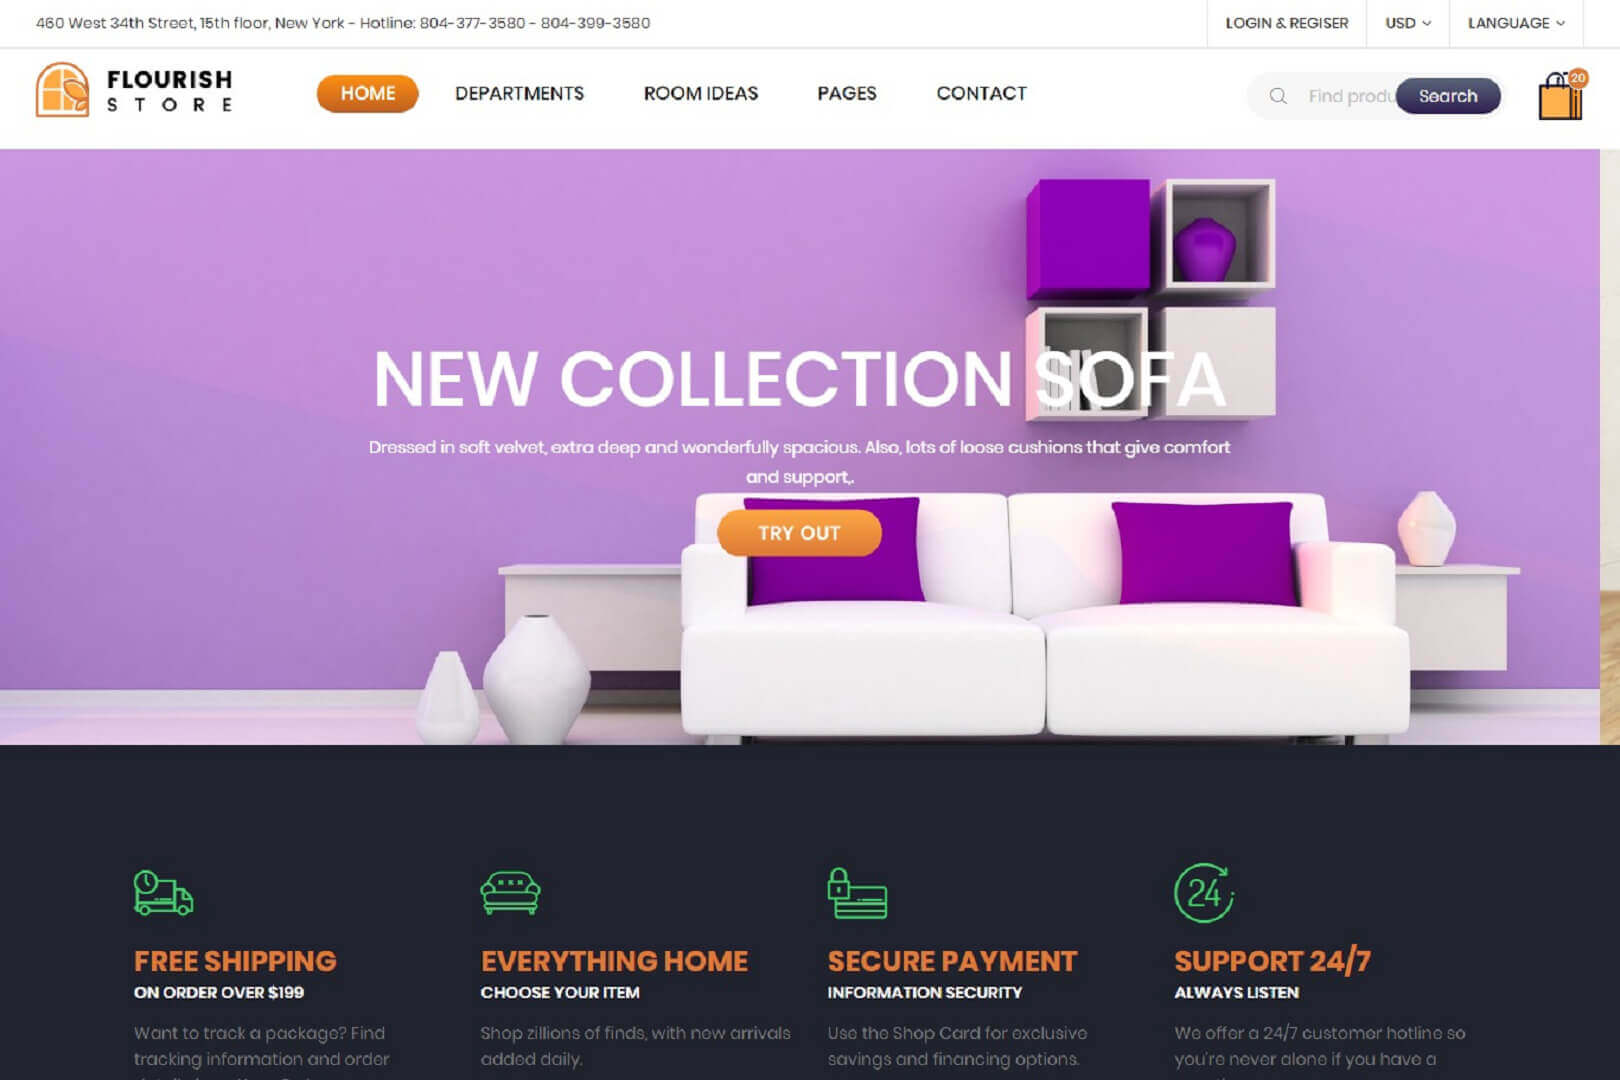 460 West 34th Street, 15th floor, New York - Hotline: 804-377-3580 - 804-399-3580
LOGIN & REGISER
USD
LANGUAGE
FLOURISH
STORE
HOME
DEPARTMENTS
ROOM IDEAS
PAGES
CONTACT
Find produ
Search
20
NEW COLLECTION SOFA
Dressed in soft velvet, extra deep and wonderfully spacious. Also, lots of loose cushions that give comfort
and support,.
TRY OUT
24
FREE SHIPPING
ON ORDER OVER $199
Want to track a package? Find
tracking information and order
EVERYTHING HOME
CHOOSE YOUR ITEM
Shop zillions of finds, with new arrivals
added daily.
SECURE PAYMENT
INFORMATION SECURITY
Use the Shop Card for exclusive
savings and financing options.
SUPPORT 24/7
ALWAYS LISTEN
We offer a 24/7 customer hotline so
you're never alone if you have a